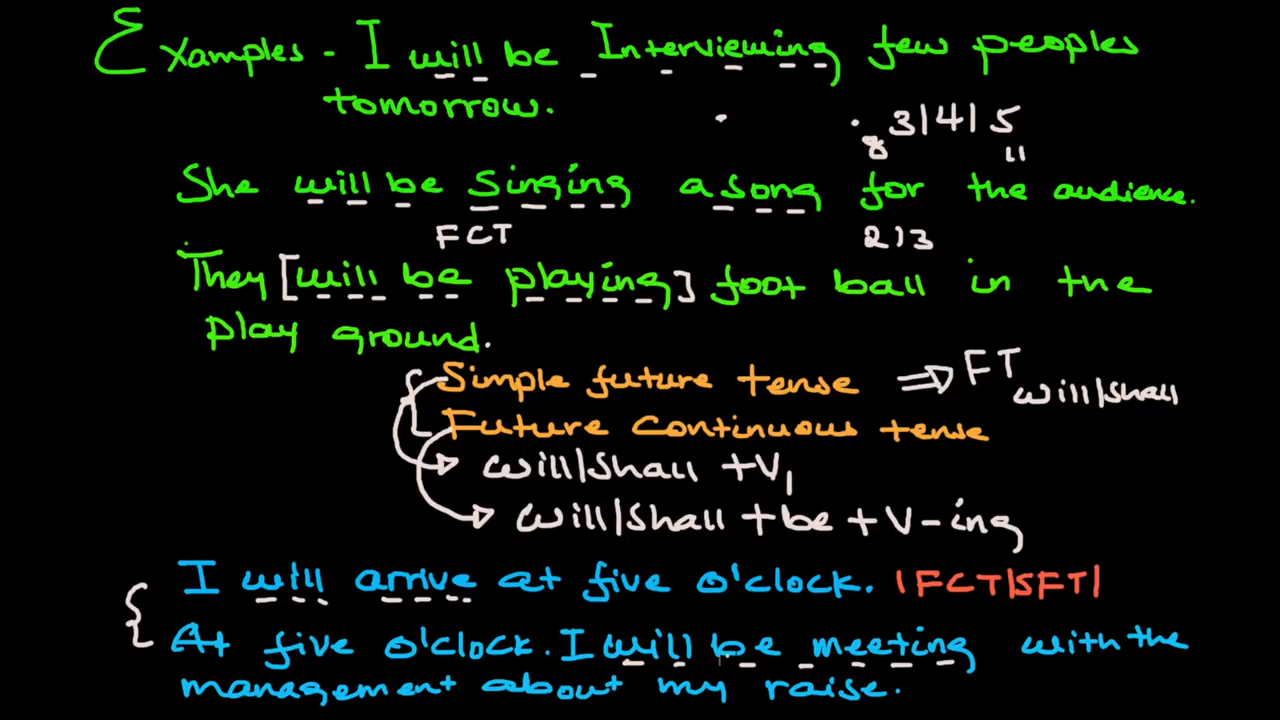 Examples - I will be Interviewing few peoples
tomorrow.
8 3/4/5
11
She will be singing a song for the audience.
FCT 2/3
They [will be playing] foot ball in the
play ground.
Simple future tense ⇒ FT will/shall
Future continuous tense
will/shall + V1
will/shall + be + V-ing
I will arrive at five o'clock. |FCT|SFT|
At five o'clock. I will be meeting with the
management about my raise.